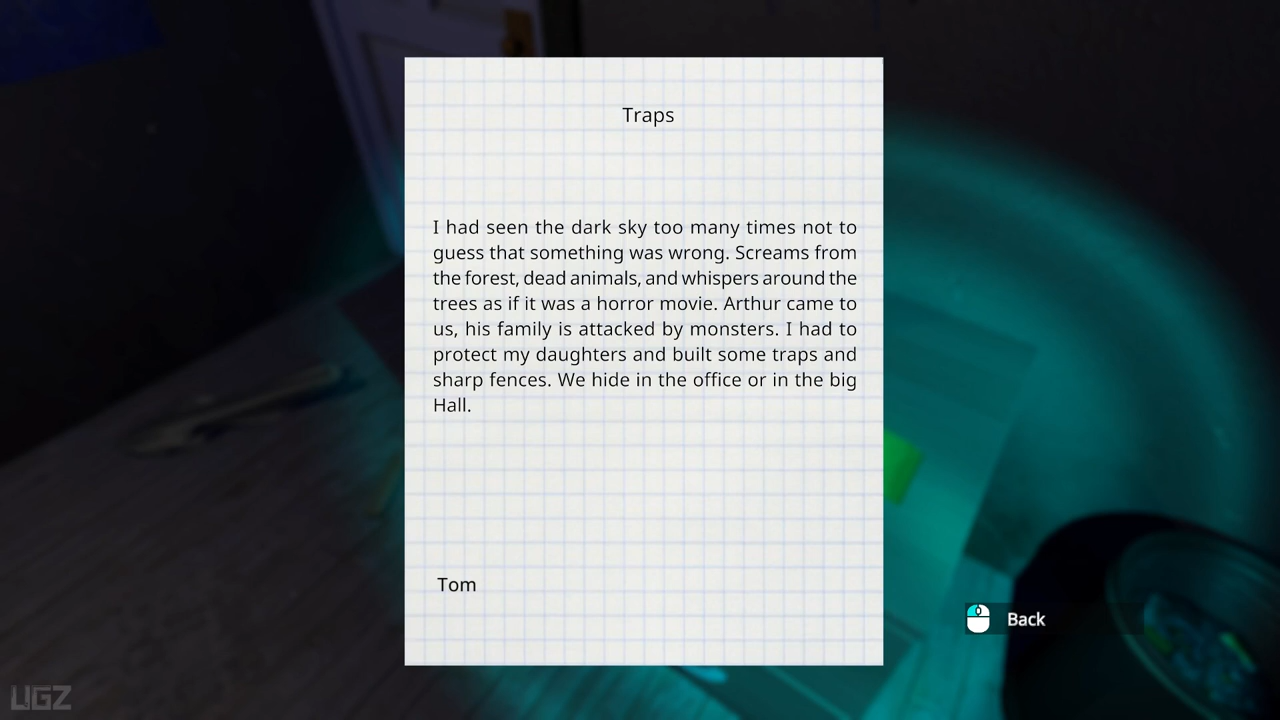 Traps
I had seen the dark sky too many times not to
guess that something was wrong. Screams from
the forest, dead animals, and whispers around the
trees as if it was a horror movie. Arthur came to
us, his family is attacked by monsters. I had to
protect my daughters and built some traps and
sharp fences. We hide in the office or in the big
Hall.
Tom
Back
UGZ